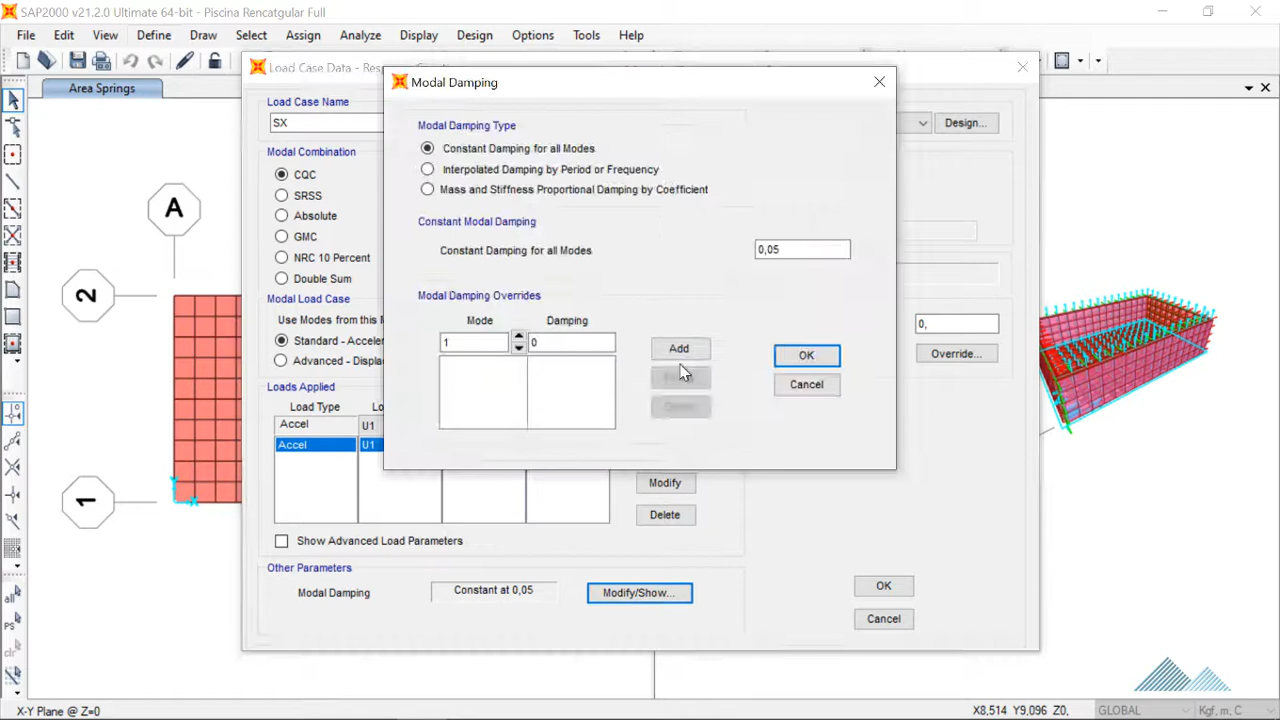 SAP2000 v21.2.0 Ultimate 64-bit - Piscina Rencatgular Full
File Edit View Define Draw Select Assign Analyze Display Design Options Tools Help
Area Springs
Load Case Data -
Load Case Name
SX
Design...
Modal Combination
CQC
SRSS
Absolute
GMC
NRC 10 Percent
Double Sum
Modal Load Case
Use Modes from this
Standard - Acceler
Advanced - Displa
0,
Override...
Loads Applied
Load Type
Accel U1
Accel U1
Modify
Delete
Show Advanced Load Parameters
Other Parameters
Modal Damping Constant at 0,05 Modify/Show...
OK
Cancel
Modal Damping
Modal Damping Type
Constant Damping for all Modes
Interpolated Damping by Period or Frequency
Mass and Stiffness Proportional Damping by Coefficient
Constant Modal Damping
Constant Damping for all Modes 0,05
Modal Damping Overrides
Mode Damping
1 0
Add
OK
Cancel
A
2
1
PS
clr
all
X-Y Plane @ Z=0
X8,514 Y9,096 Z0,
GLOBAL
Kgf, m, C